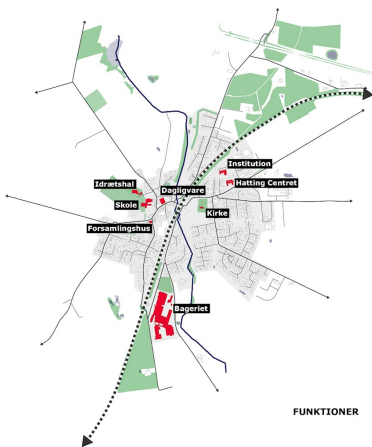 Institution
Idrætshal
Hatting Centret
Dagligvare
Skole
Kirke
Forsamlingshus
Bageriet
FUNKTIONER